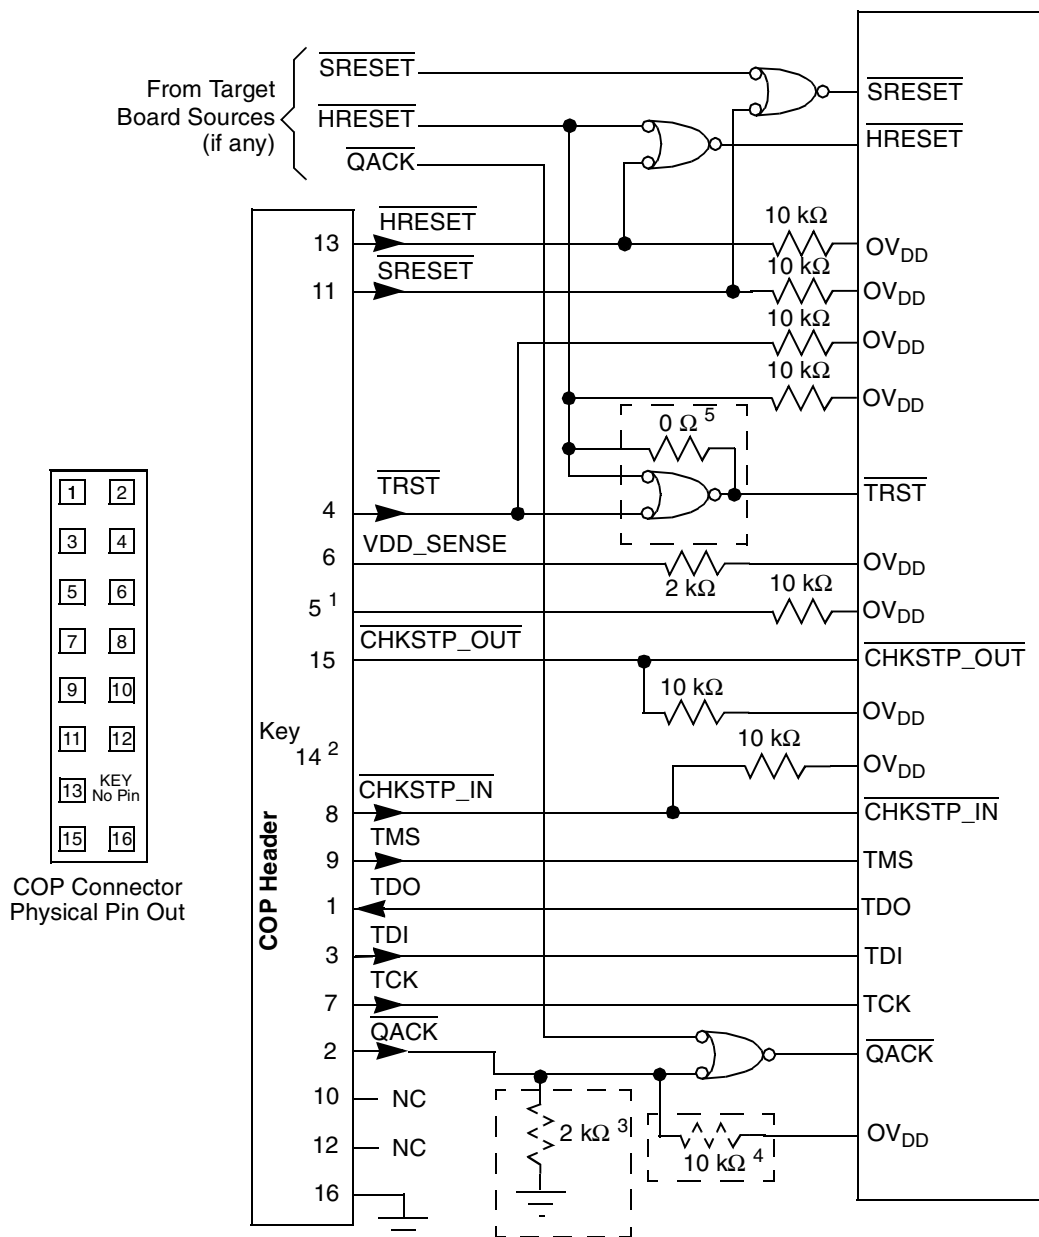 From Target
Board Sources
(if any)
SRESET
HRESET
QACK
SRESET
HRESET
13 HRESET 10 kΩ OVDD
11 SRESET 10 kΩ OVDD
10 kΩ OVDD
10 kΩ OVDD
0 Ω 5
4 TRST TRST
6 VDD_SENSE 2 kΩ OVDD
5 1 10 kΩ OVDD
15 CHKSTP_OUT CHKSTP_OUT
10 kΩ OVDD
Key
14 2
10 kΩ OVDD
8 CHKSTP_IN CHKSTP_IN
9 TMS TMS
1 TDO TDO
3 TDI TDI
7 TCK TCK
2 QACK QACK
10 NC
2 kΩ 3
10 kΩ 4 OVDD
12 NC
16
COP Header
1 2
3 4
5 6
7 8
9 10
11 12
13 KEY
No Pin
15 16
COP Connector
Physical Pin Out